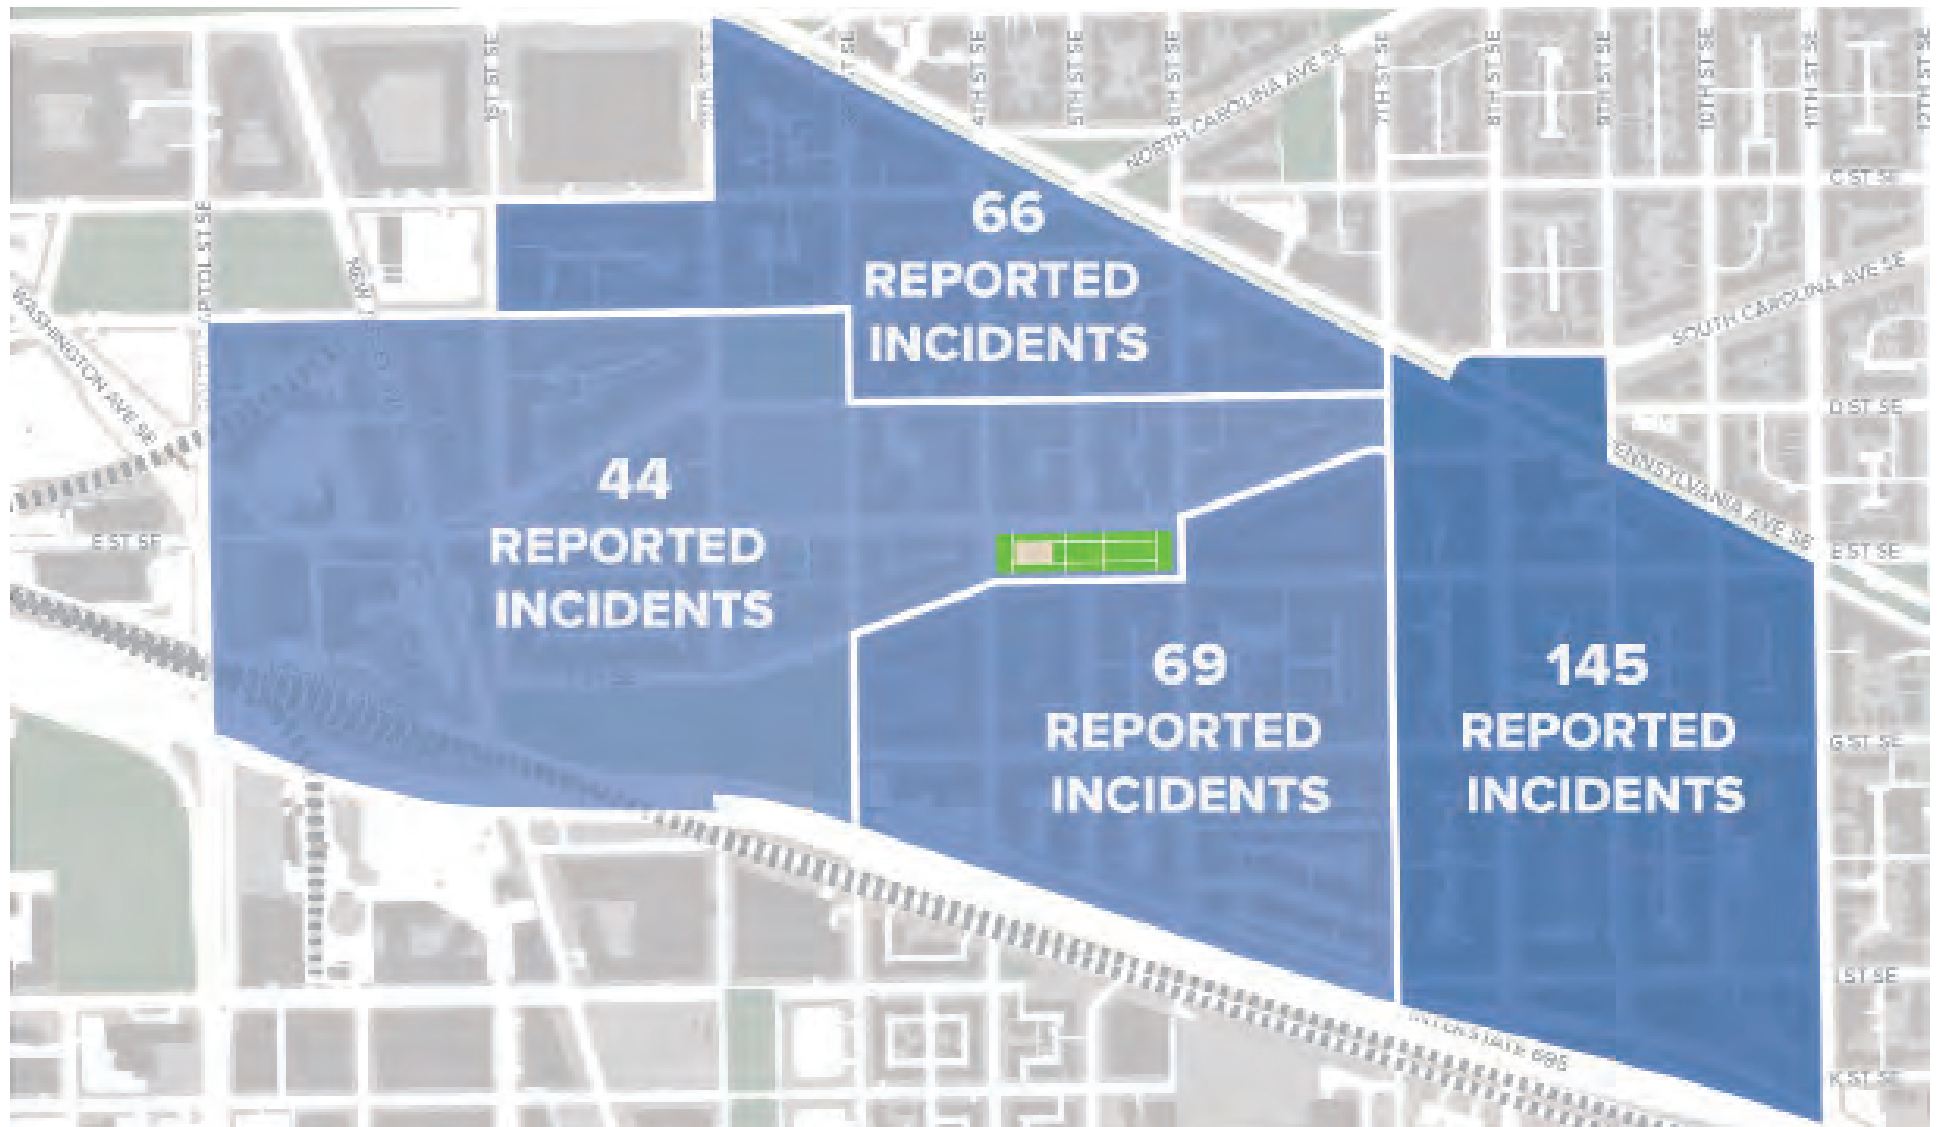 1ST ST SE
4TH ST SE
5TH ST SE
6TH ST SE
NORTH CAROLINA AVE SE
7TH ST SE
8TH ST SE
9TH ST SE
10TH ST SE
11TH ST SE
12TH ST SE
C ST SE
66
REPORTED
INCIDENTS
WASHINGTON AVE SE
SOUTH CAROLINA AVE SE
D ST SE
44
REPORTED
INCIDENTS
E ST SE
ENNSYLVANIA AVE SE
E ST SE
69
REPORTED
INCIDENTS
145
REPORTED
INCIDENTS
G ST SE
I ST SE
INTERSTATE 695
K ST SE